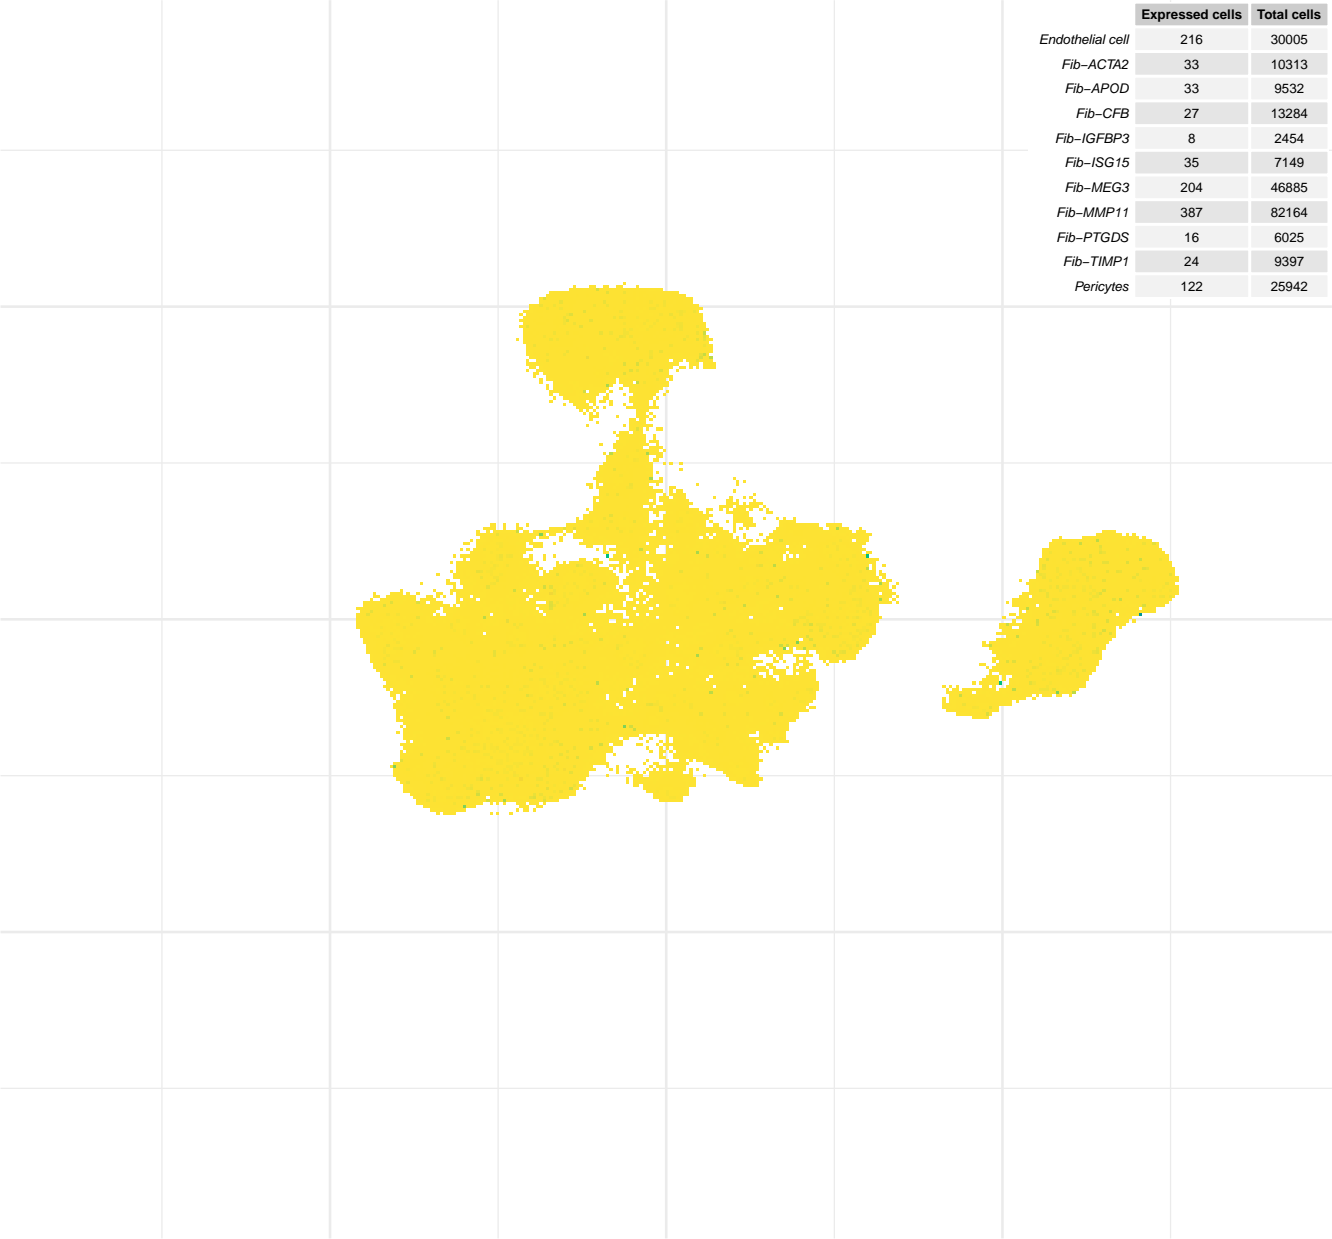 Expressed cells Total cells
Endothelial cell 216 30005
Fib−ACTA2 33 10313
Fib−APOD 33 9532
Fib−CFB 27 13284
Fib−IGFBP3 8 2454
Fib−ISG15 35 7149
Fib−MEG3 204 46885
Fib−MMP11 387 82164
Fib−PTGDS 16 6025
Fib−TIMP1 24 9397
Pericytes 122 25942